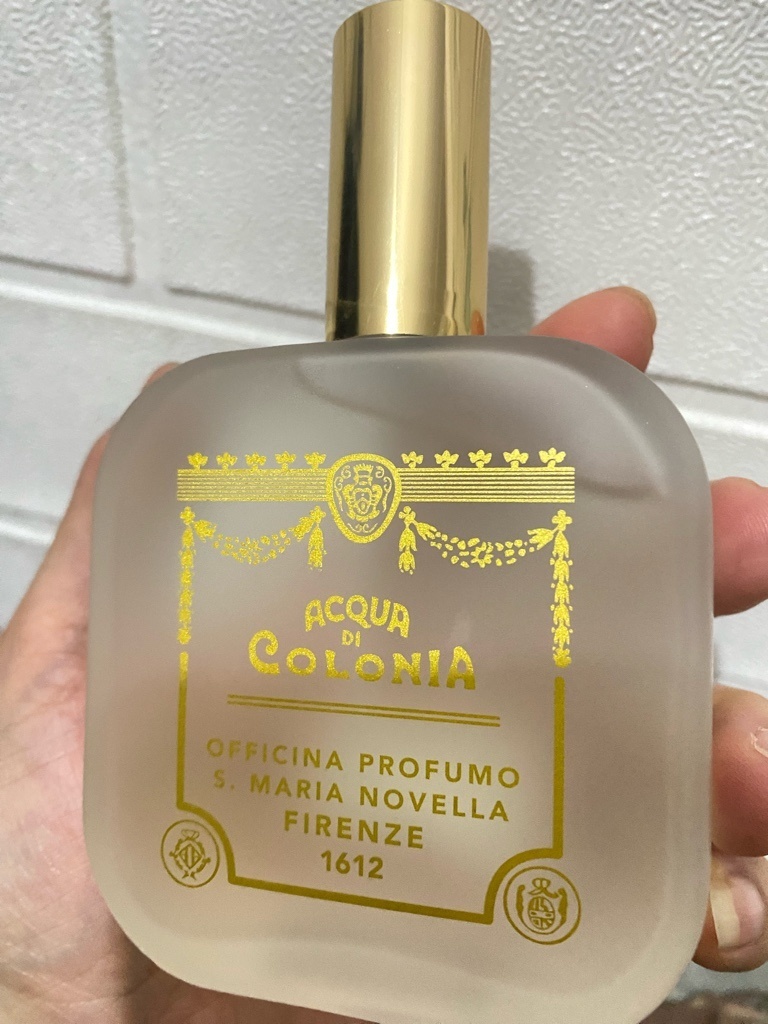 ACQUA
DI
COLONIA
OFFICINA PROFUMO
S. MARIA NOVELLA
FIRENZE
1612